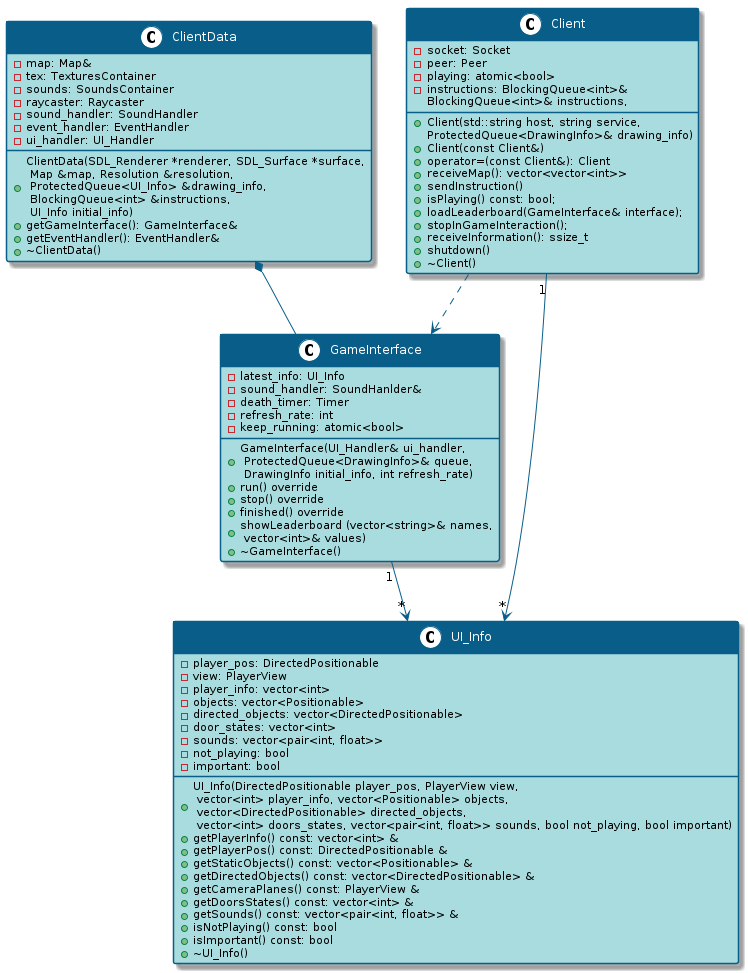 C ClientData
map: Map&
tex: TexturesContainer
sounds: SoundsContainer
raycaster: Raycaster
sound_handler: SoundHandler
event_handler: EventHandler
ui_handler: UI_Handler
ClientData(SDL_Renderer *renderer, SDL_Surface *surface,
Map &map, Resolution &resolution,
ProtectedQueue<UI_Info> &drawing_info,
BlockingQueue<int> &instructions,
UI_Info initial_info)
getGameInterface(): GameInterface&
getEventHandler(): EventHandler&
~ClientData()
C Client
socket: Socket
peer: Peer
playing: atomic<bool>
instructions: BlockingQueue<int>&
BlockingQueue<int>& instructions,
Client(std::string host, string service,
ProtectedQueue<DrawingInfo>& drawing_info)
Client(const Client&)
operator=(const Client&): Client
receiveMap(): vector<vector<int>>
sendInstruction()
isPlaying() const: bool;
loadLeaderboard(GameInterface& interface);
stopInGameInteraction();
receiveInformation(): ssize_t
shutdown()
~Client()
1
C GameInterface
latest_info: UI_Info
sound_handler: SoundHanlder&
death_timer: Timer
refresh_rate: int
keep_running: atomic<bool>
GameInterface(UI_Handler& ui_handler,
ProtectedQueue<DrawingInfo>& queue,
DrawingInfo initial_info, int refresh_rate)
run() override
stop() override
finished() override
showLeaderboard (vector<string>& names,
vector<int>& values)
~GameInterface()
1
*
*
C UI_Info
player_pos: DirectedPositionable
view: PlayerView
player_info: vector<int>
objects: vector<Positionable>
directed_objects: vector<DirectedPositionable>
door_states: vector<int>
sounds: vector<pair<int, float>>
not_playing: bool
important: bool
UI_Info(DirectedPositionable player_pos, PlayerView view,
vector<int> player_info, vector<Positionable> objects,
vector<DirectedPositionable> directed_objects,
vector<int> doors_states, vector<pair<int, float>> sounds, bool not_playing, bool important)
getPlayerInfo() const: vector<int> &
getPlayerPos() const: DirectedPositionable &
getStaticObjects() const: vector<Positionable> &
getDirectedObjects() const: vector<DirectedPositionable> &
getCameraPlanes() const: PlayerView &
getDoorsStates() const: vector<int> &
getSounds() const: vector<pair<int, float>> &
isNotPlaying() const: bool
isImportant() const: bool
~UI_Info()